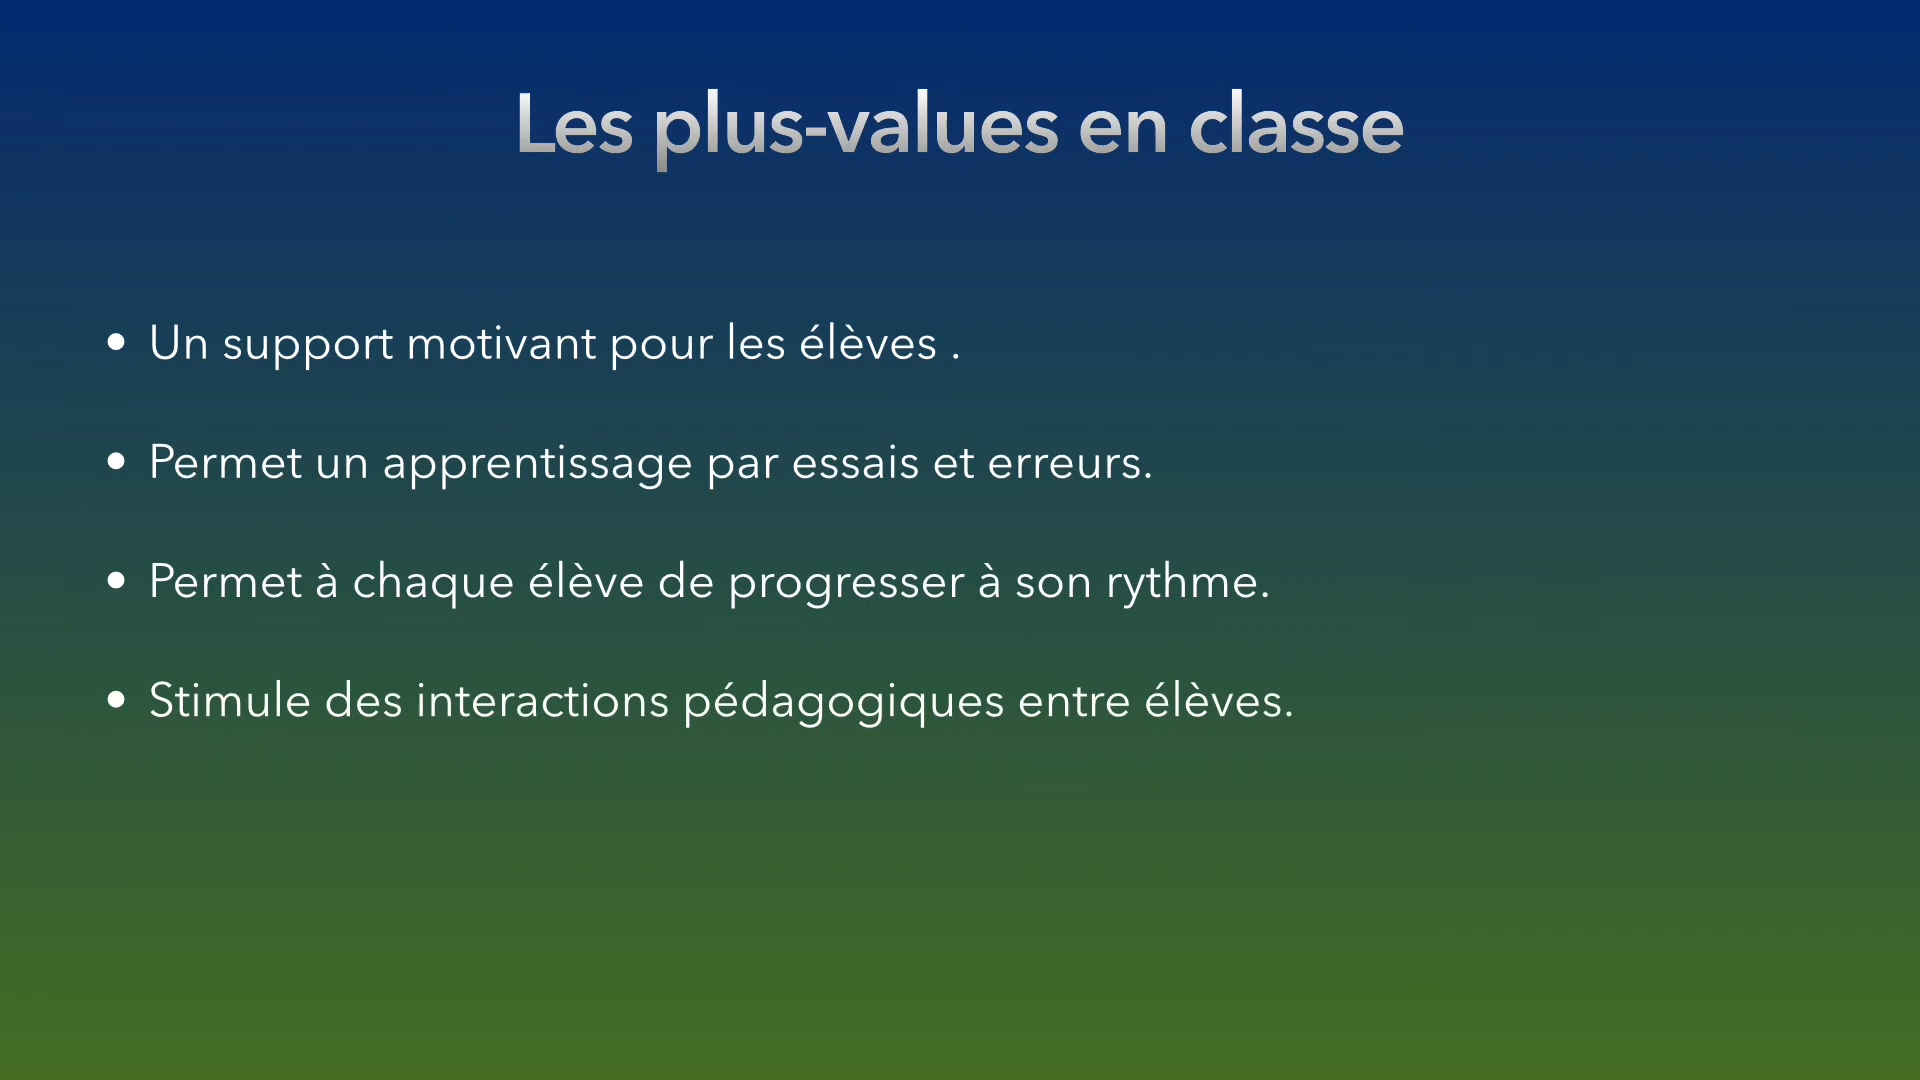 Les plus-values en classe
• Un support motivant pour les élèves .
• Permet un apprentissage par essais et erreurs.
• Permet à chaque élève de progresser à son rythme.
• Stimule des interactions pédagogiques entre élèves.